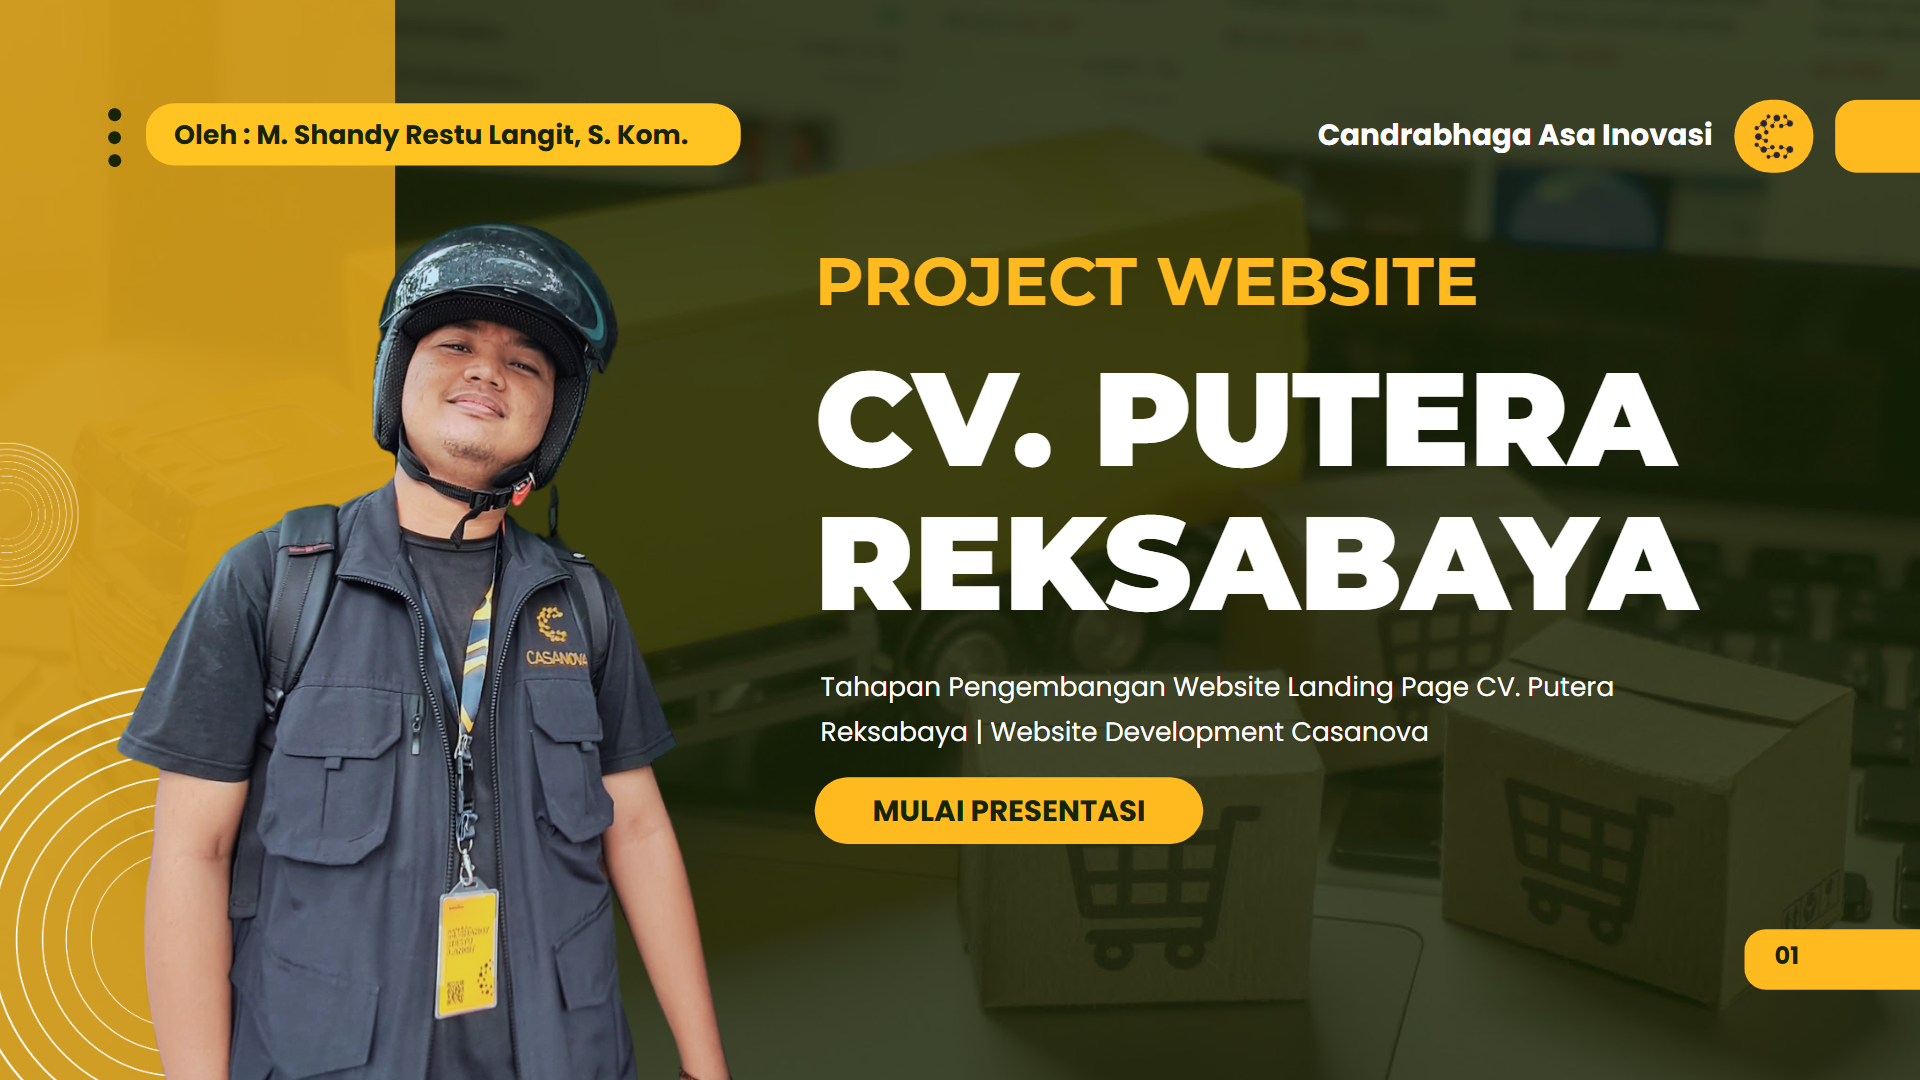 Oleh : M. Shandy Restu Langit, S. Kom.
Candrabhaga Asa Inovasi
PROJECT WEBSITE
CV. PUTERA
REKSABAYA
CASANOVA
Tahapan Pengembangan Website Landing Page CV. Putera
Reksabaya | Website Development Casanova
MULAI PRESENTASI
01